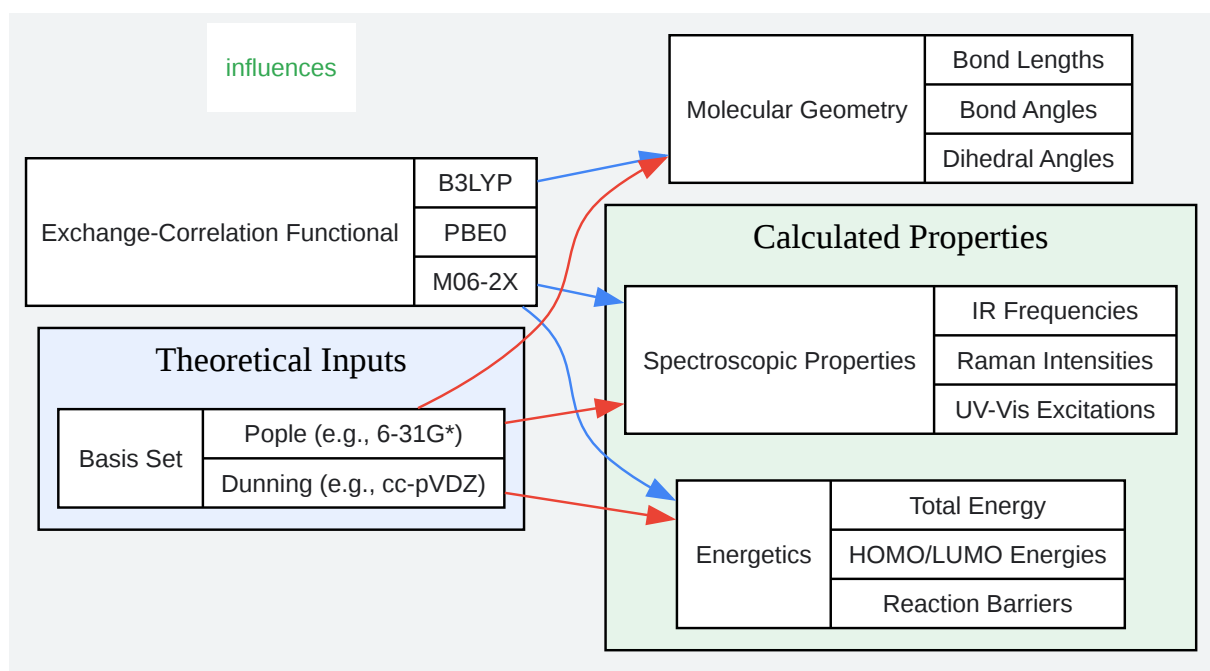 influences
Exchange-Correlation Functional
B3LYP
PBE0
M06-2X
Theoretical Inputs
Basis Set
Pople (e.g., 6-31G*)
Dunning (e.g., cc-pVDZ)
Molecular Geometry
Bond Lengths
Bond Angles
Dihedral Angles
Calculated Properties
Spectroscopic Properties
IR Frequencies
Raman Intensities
UV-Vis Excitations
Energetics
Total Energy
HOMO/LUMO Energies
Reaction Barriers